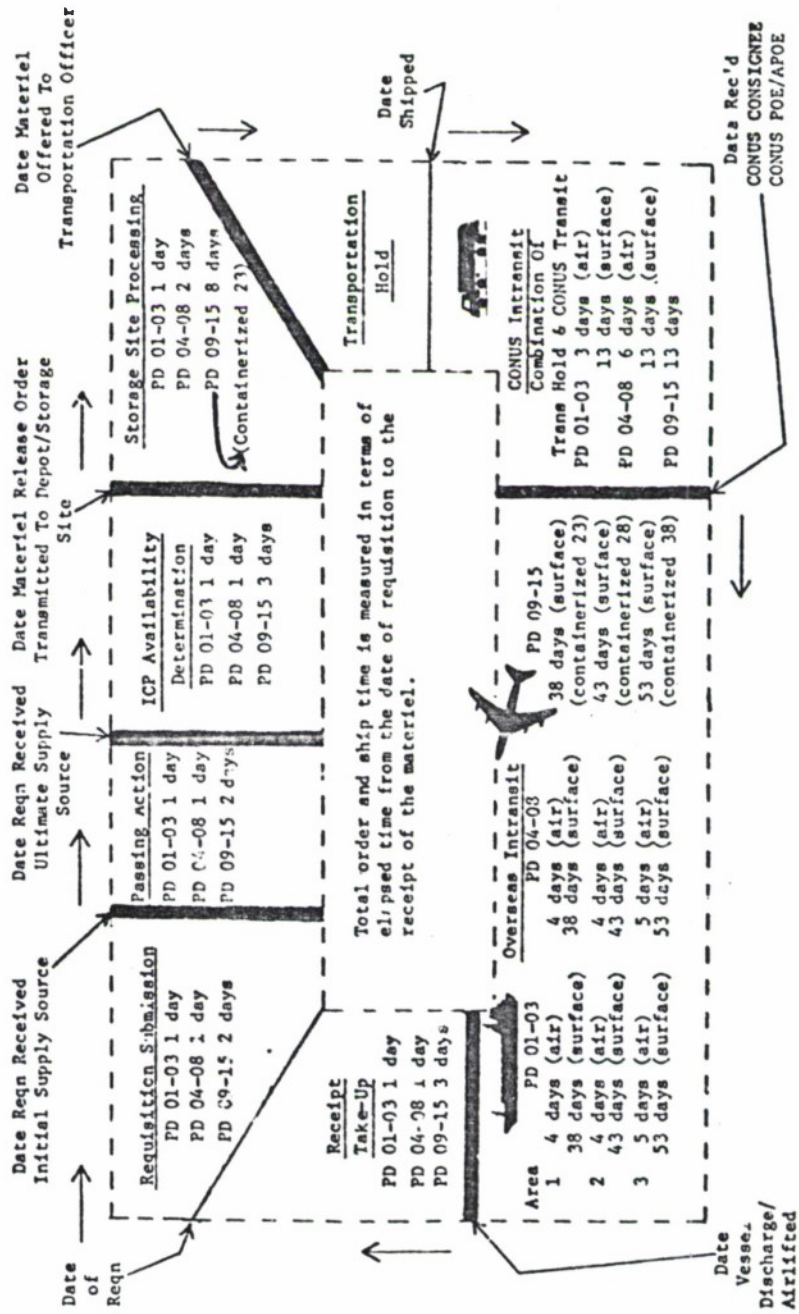 Date Reqn Received
Initial Supply Source
Date Reqn Received
Ultimate Supply
Source
Date Materiel Release Order
Transmitted To Depot/Storage
Site
Date Materiel
Offered To
Transportation Officer
Date
of
Reqn
Requisition Submission
PD 01-03 1 day
PD 04-08 1 day
PD 09-15 2 days
Passing Action
PD 01-03 1 day
PD 04-08 1 day
PD 09-15 2 days
ICP Availability
Determination
PD 01-03 1 day
PD 04-08 1 day
PD 09-15 3 days
Storage Site Processing
PD 01-03 1 day
PD 04-08 2 days
PD 09-15 8 days
(Containerized 23)
Transportation
Hold
Date
Shipped
Total order and ship time is measured in terms of
elapsed time from the date of requisition to the
receipt of the materiel.
CONUS Intransit
Combination Of
Trans Hold & CONUS Transit
PD 01-03 3 days (air)
13 days (surface)
PD 04-08 6 days (air)
13 days (surface)
PD 09-15 13 days
Data Rec'd
CONUS CONSIGNEE
CONUS POE/APOE
Receipt
Take-Up
PD 01-03 1 day
PD 04-08 1 day
PD 09-15 3 days
Overseas Intransit
Area PD 01-03 PD 04-08 PD 09-15
1 4 days (air) 4 days (air) 38 days (surface)
38 days (surface) 38 days (surface) (containerized 23)
2 4 days (air) 4 days (air) 43 days (surface)
43 days (surface) 43 days (surface) (containerized 28)
3 5 days (air) 5 days (air) 53 days (surface)
53 days (surface) 53 days (surface) (containerized 38)
Date
Vessel
Discharge/
Airlifted